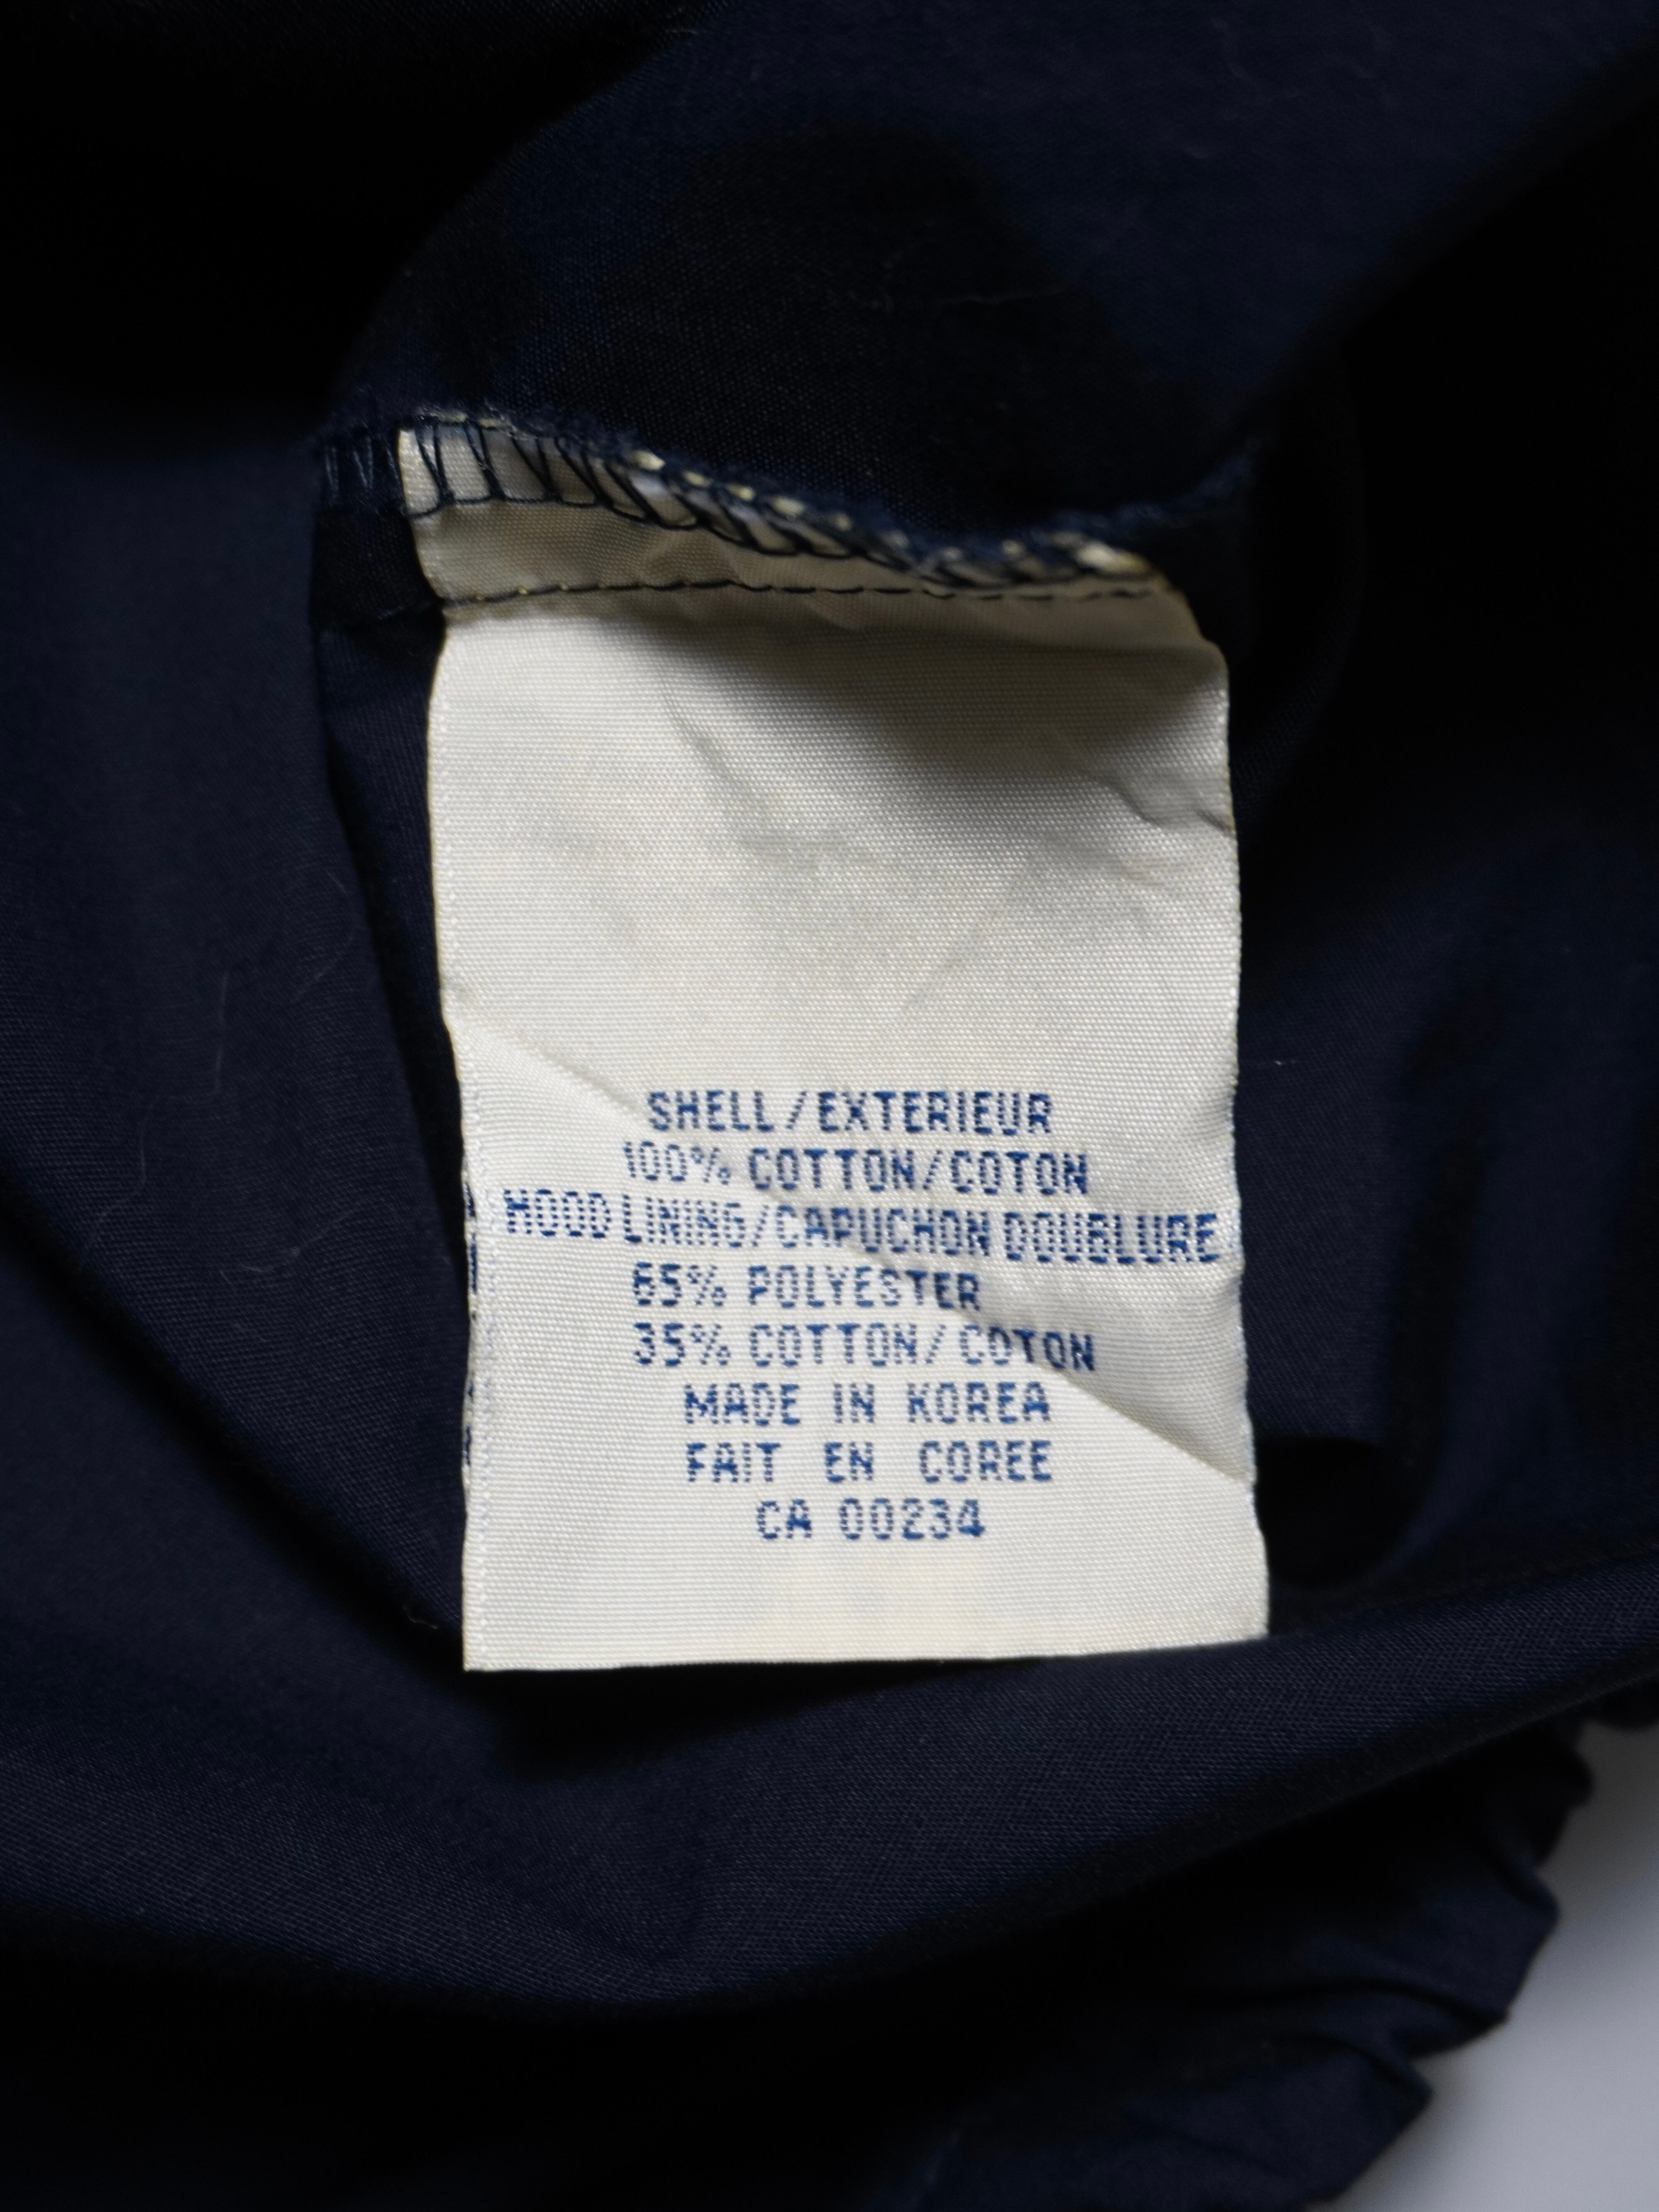 SHELL/EXTERIEUR
100% COTTON/COTON
HOOD LINING/CAPUCHON DOUBLURE
65% POLYESTER
35% COTTON/COTON
MADE IN KOREA
FAIT EN COREE
CA 00234